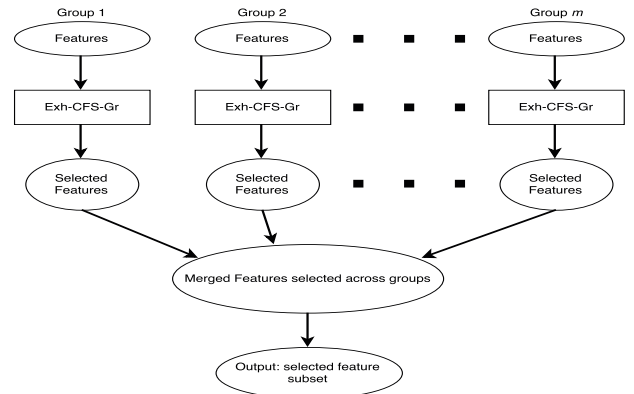 Group 1
Group 2
Group m
Features
Features
Features
Exh-CFS-Gr
Exh-CFS-Gr
Exh-CFS-Gr
Selected
Features
Selected
Features
Selected
Features
Merged Features selected across groups
Output: selected feature
subset